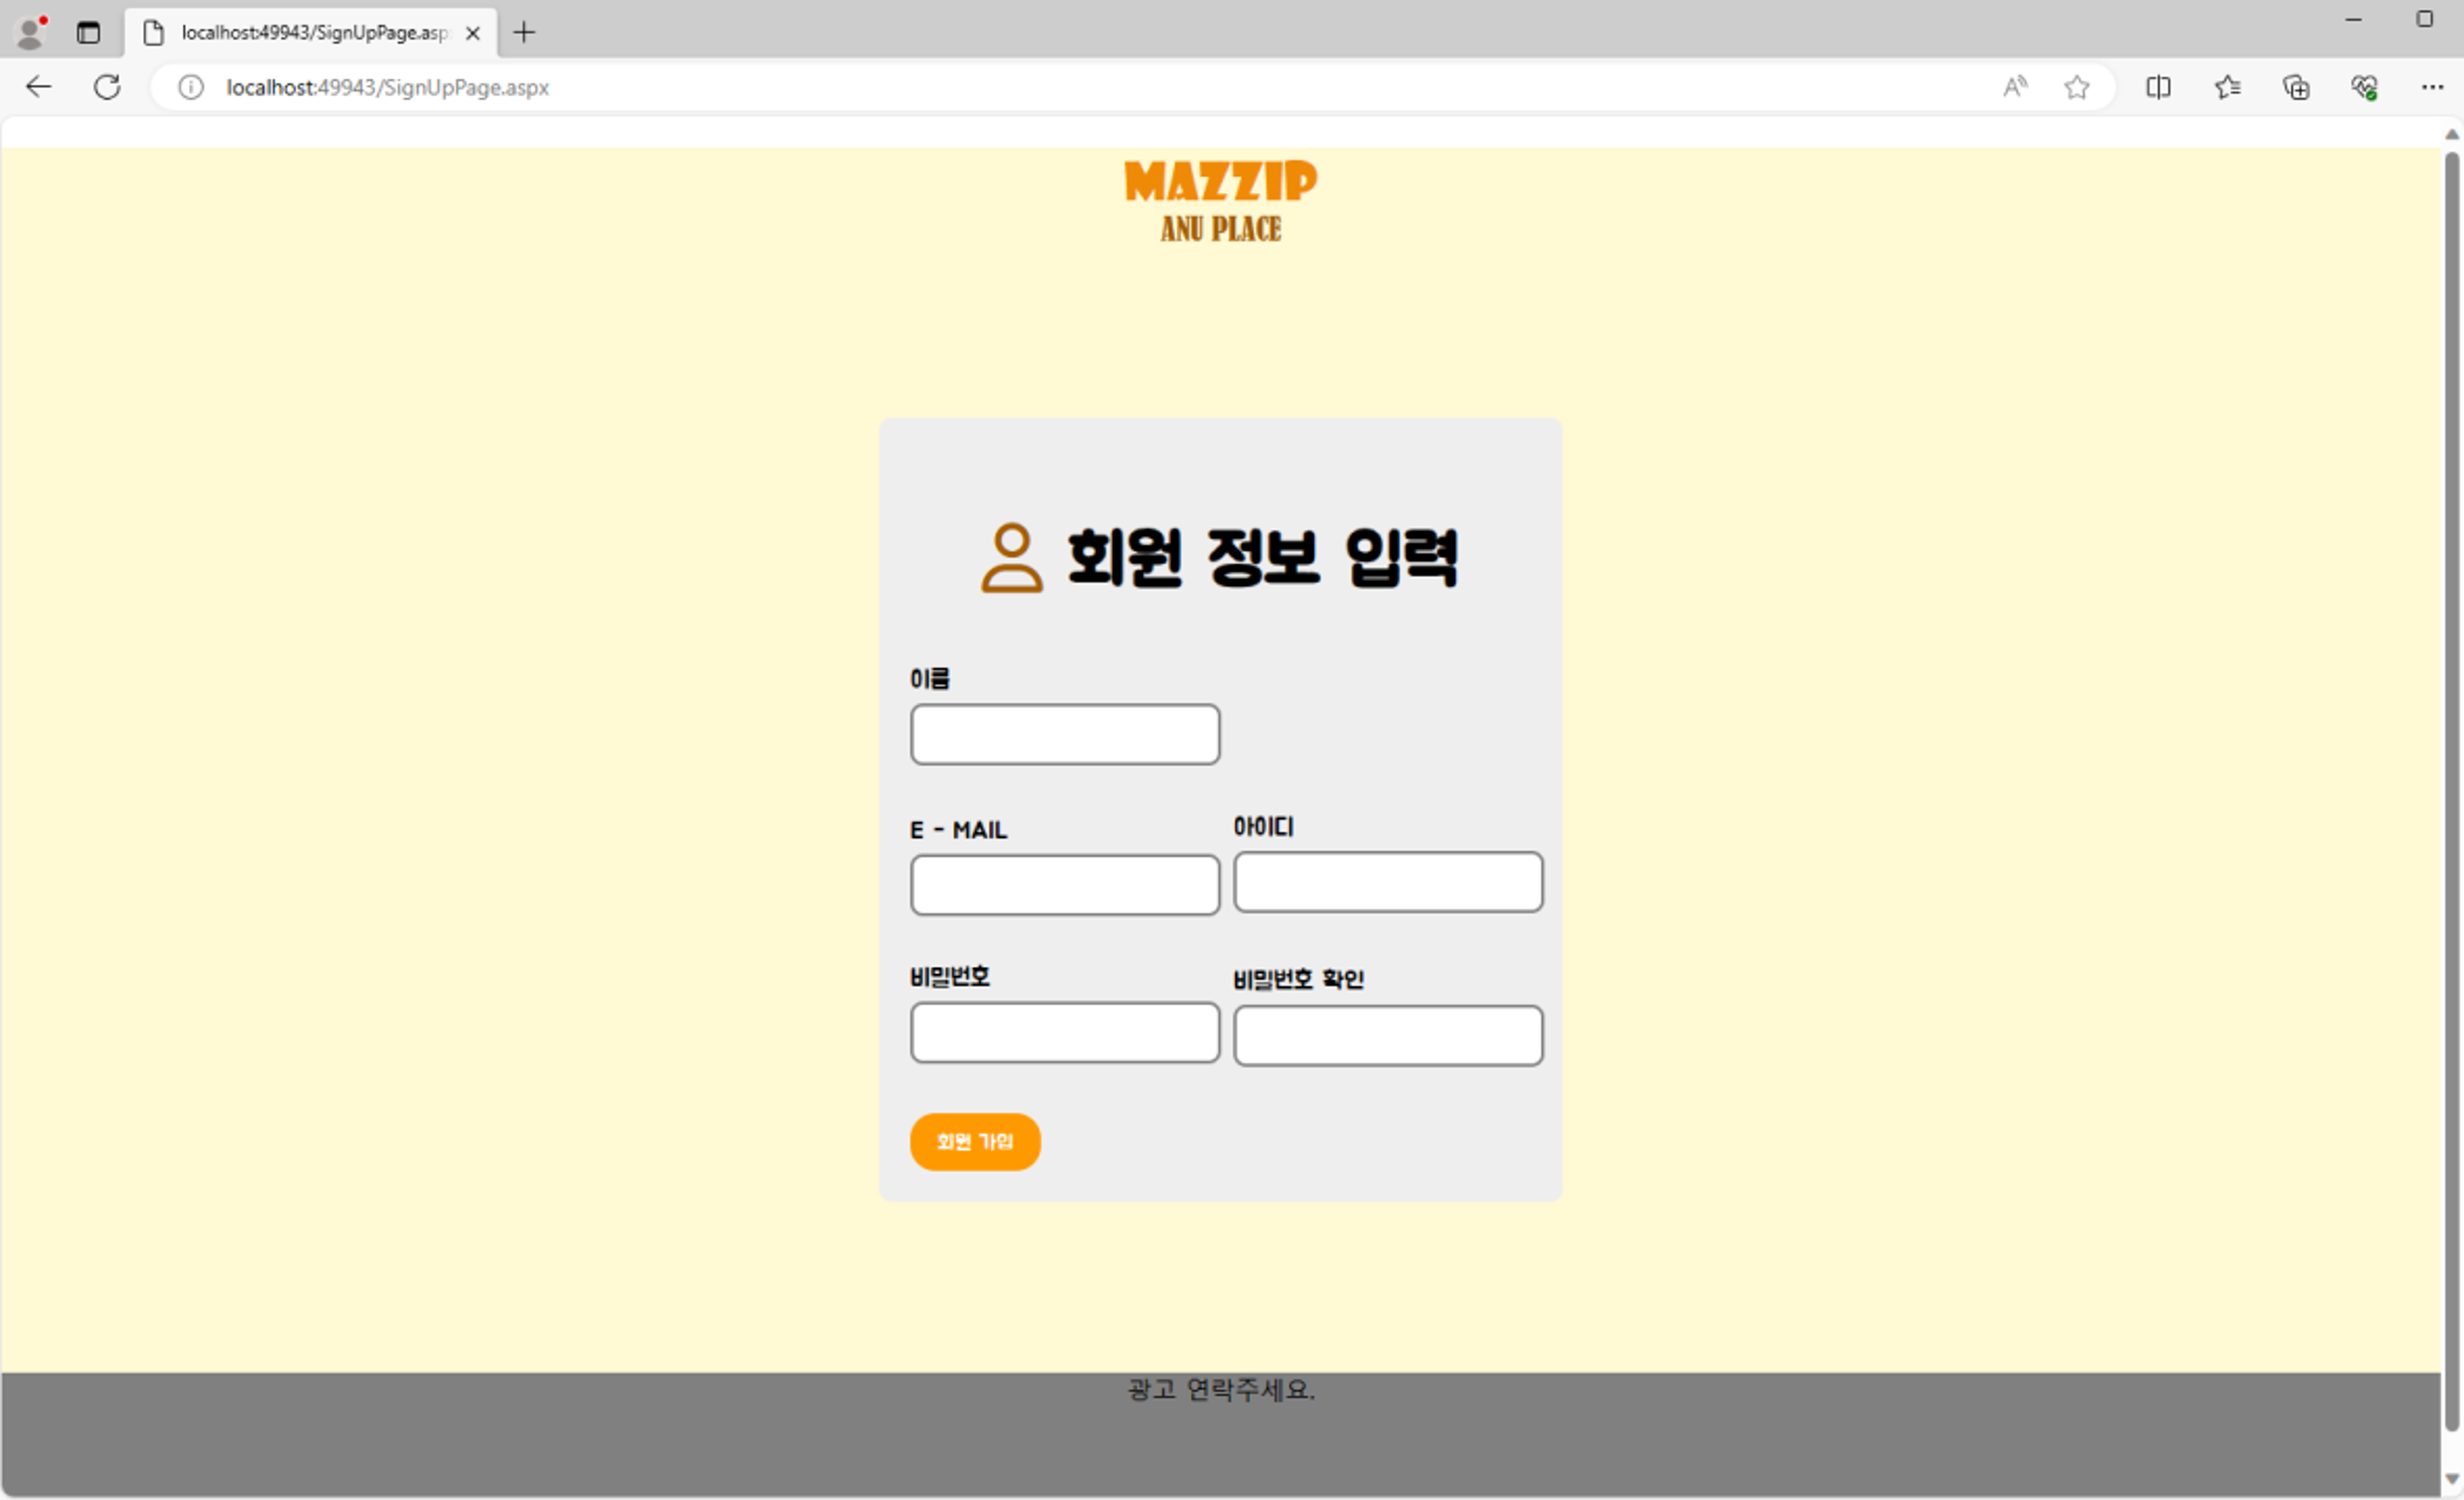 localhost:49943/SignUpPage.asp
localhost:49943/SignUpPage.aspx
MAZZIP
ANU PLACE
회원 정보 입력
이름
E - MAIL
아이디
비밀번호
비밀번호 확인
회원 가입
광고 연락주세요.